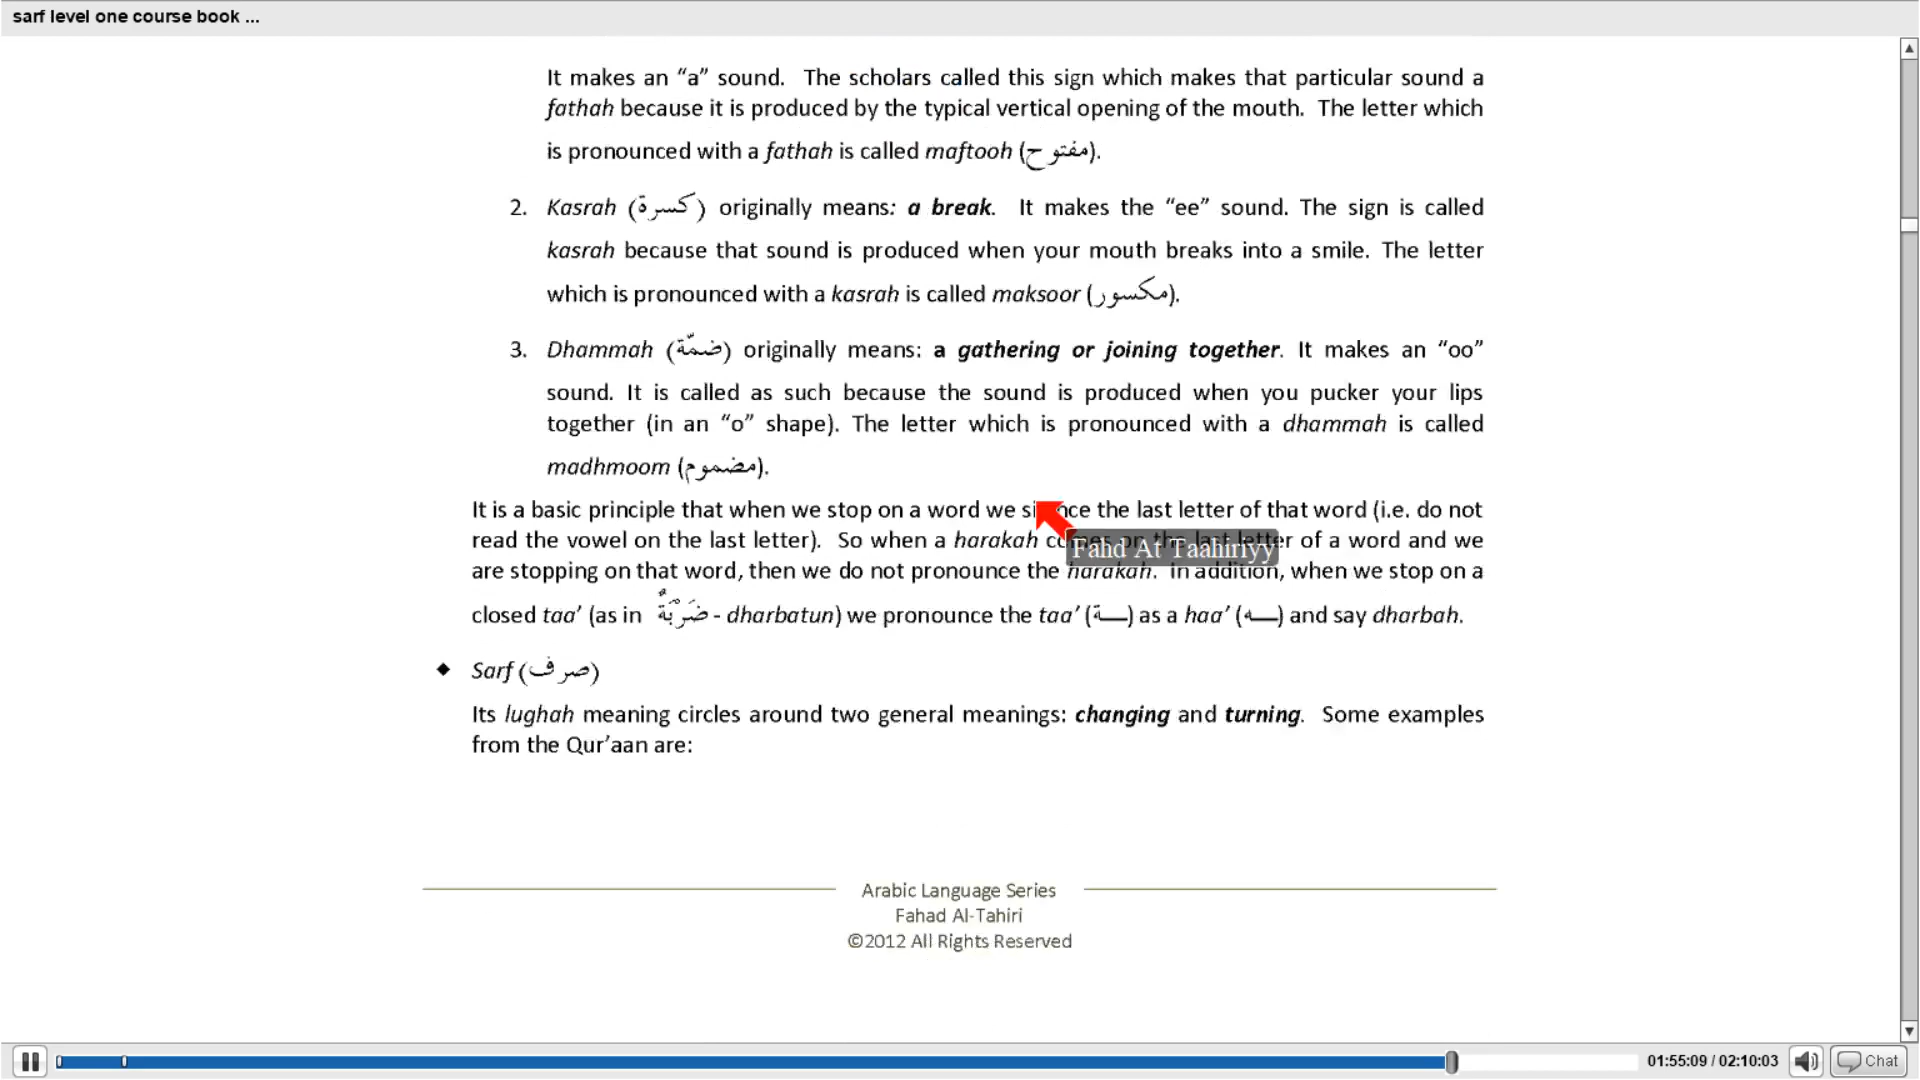 sarf level one course book ...
It makes an “a” sound. The scholars called this sign which makes that particular sound a
fathah because it is produced by the typical vertical opening of the mouth. The letter which
is pronounced with a fathah is called maftooh (مفتوح).
2. Kasrah (كسرة) originally means: a break. It makes the “ee” sound. The sign is called
kasrah because that sound is produced when your mouth breaks into a smile. The letter
which is pronounced with a kasrah is called maksoor (مكسور).
3. Dhammah (ضمّة) originally means: a gathering or joining together. It makes an “oo”
sound. It is called as such because the sound is produced when you pucker your lips
together (in an “o” shape). The letter which is pronounced with a dhammah is called
madhmoom (مضموم).
It is a basic principle that when we stop on a word we silence the last letter of that word (i.e. do not
read the vowel on the last letter). So when a harakah comes on the last letter of a word and we
Fahd At Taahiriyy
are stopping on that word, then we do not pronounce the harakah. In addition, when we stop on a
closed taa’ (as in ضَرْبَةٌ - dharbatun) we pronounce the taa’ (ـــة) as a haa’ (ـــه) and say dharbah.
◆ Sarf (صرف)
Its lughah meaning circles around two general meanings: changing and turning. Some examples
from the Qur’aan are:
Arabic Language Series
Fahad Al-Tahiri
©2012 All Rights Reserved
01:55:09 / 02:10:03 Chat